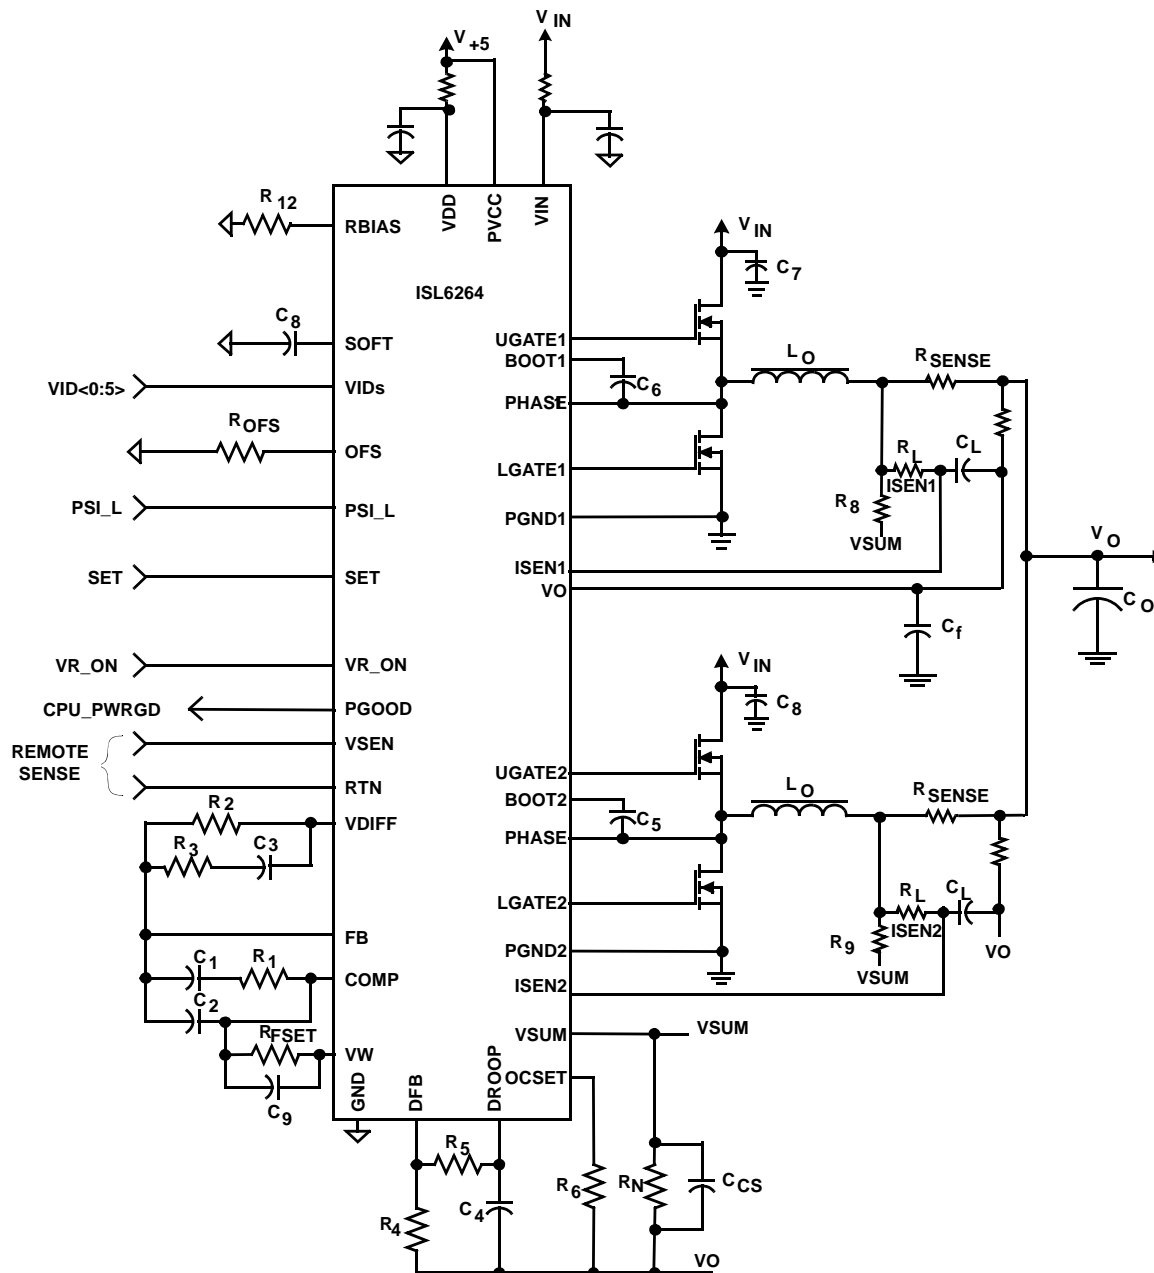 V IN
V +5
R 12
RBIAS
VDD
PVCC
VIN
V IN
C 7
ISL6264
C 8
SOFT
UGATE1
BOOT1
C 6
L O
R SENSE
VID<0:5>
VIDs
PHASE1
R OFS
OFS
LGATE1
R L
C L
ISEN1
PSI_L
PSI_L
R 8
PGND1
VSUM
V O
SET
SET
ISEN1
VO
C O
C f
VR_ON
VR_ON
V IN
C 8
CPU_PWRGD
PGOOD
REMOTE
SENSE
VSEN
RTN
UGATE2
BOOT2
C 5
L O
R SENSE
R 2
VDIFF
PHASE
R 3
C 3
LGATE2
R L
C L
ISEN2
FB
R 9
PGND2
VO
VSUM
C 1
R 1
COMP
ISEN2
C 2
R FSET
VW
VSUM
VSUM
OCSET
C 9
GND
DFB
DROOP
R 5
R 4
C 4
R 6
R N
C CS
VO